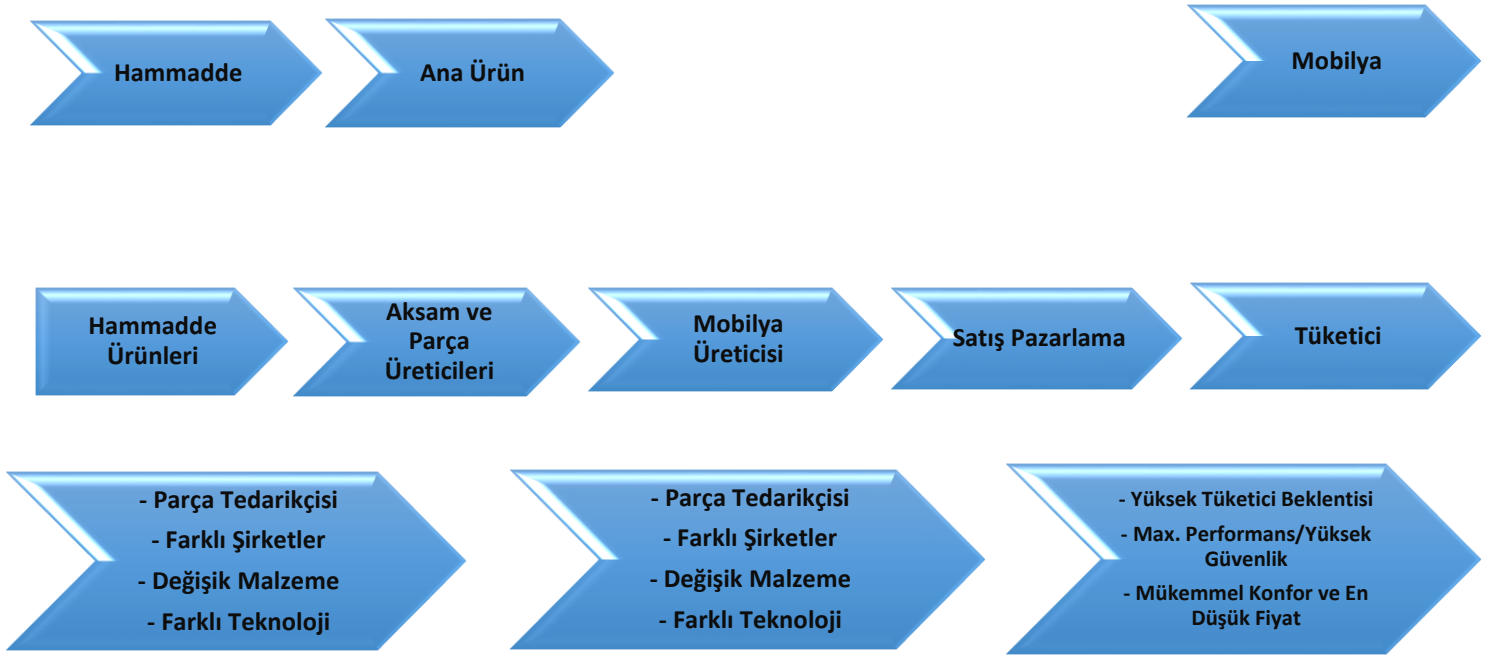 Hammadde
Ana Ürün
Mobilya
Hammadde
Ürünleri
Aksam ve
Parça
Üreticileri
Mobilya
Üreticisi
Satış Pazarlama
Tüketici
- Parça Tedarikçisi
- Farklı Şirketler
- Değişik Malzeme
- Farklı Teknoloji
- Parça Tedarikçisi
- Farklı Şirketler
- Değişik Malzeme
- Farklı Teknoloji
- Yüksek Tüketici Beklentisi
- Max. Performans/Yüksek
Güvenlik
- Mükemmel Konfor ve En
Düşük Fiyat